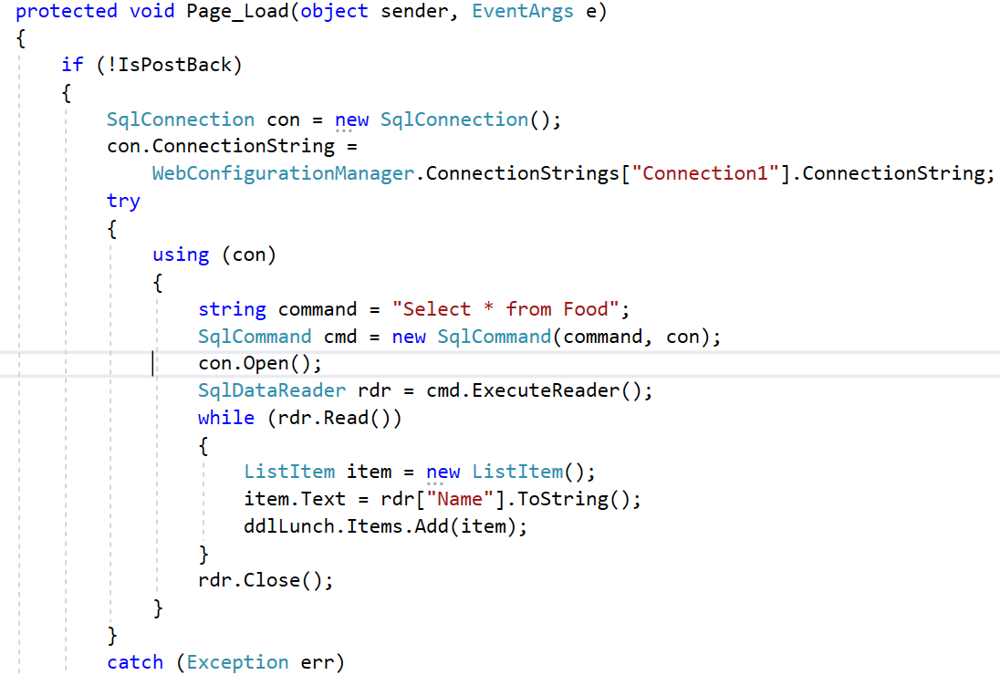 protected void Page_Load(object sender, EventArgs e)
{
    if (!IsPostBack)
    {
        SqlConnection con = new SqlConnection();
        con.ConnectionString =
            WebConfigurationManager.ConnectionStrings["Connection1"].ConnectionString;
        try
        {
            using (con)
            {
                string command = "Select * from Food";
                SqlCommand cmd = new SqlCommand(command, con);
                con.Open();
                SqlDataReader rdr = cmd.ExecuteReader();
                while (rdr.Read())
                {
                    ListItem item = new ListItem();
                    item.Text = rdr["Name"].ToString();
                    ddlLunch.Items.Add(item);
                }
                rdr.Close();
            }
        }
        catch (Exception err)